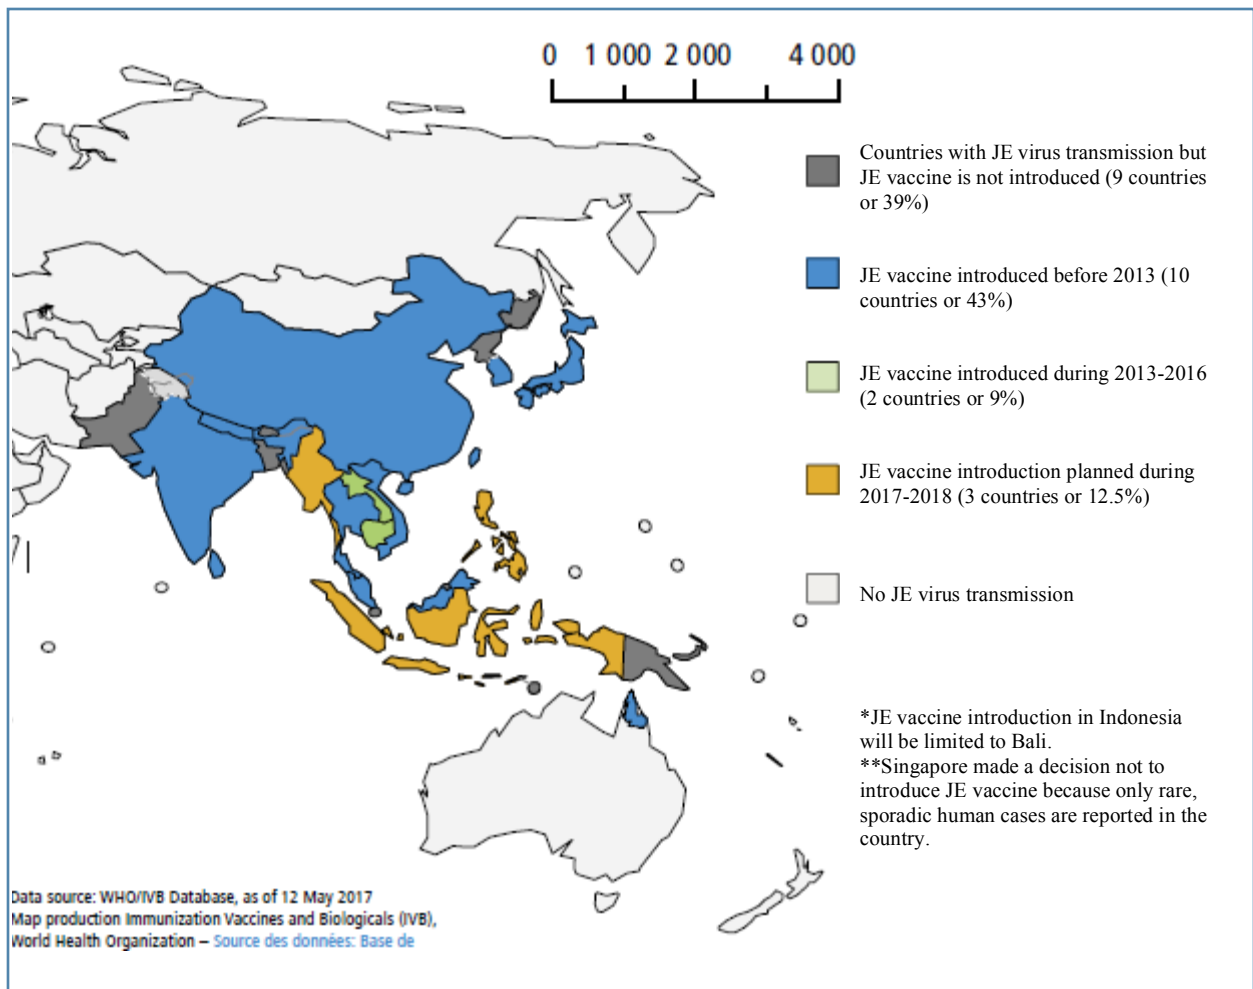 0 1 000 2 000 4 000
Countries with JE virus transmission but
JE vaccine is not introduced (9 countries
or 39%)
JE vaccine introduced before 2013 (10
countries or 43%)
JE vaccine introduced during 2013-2016
(2 countries or 9%)
JE vaccine introduction planned during
2017-2018 (3 countries or 12.5%)
No JE virus transmission
*JE vaccine introduction in Indonesia
will be limited to Bali.
**Singapore made a decision not to
introduce JE vaccine because only rare,
sporadic human cases are reported in the
country.
Data source: WHO/IVB Database, as of 12 May 2017
Map production Immunization Vaccines and Biologicals (IVB),
World Health Organization – Source des données: Base de